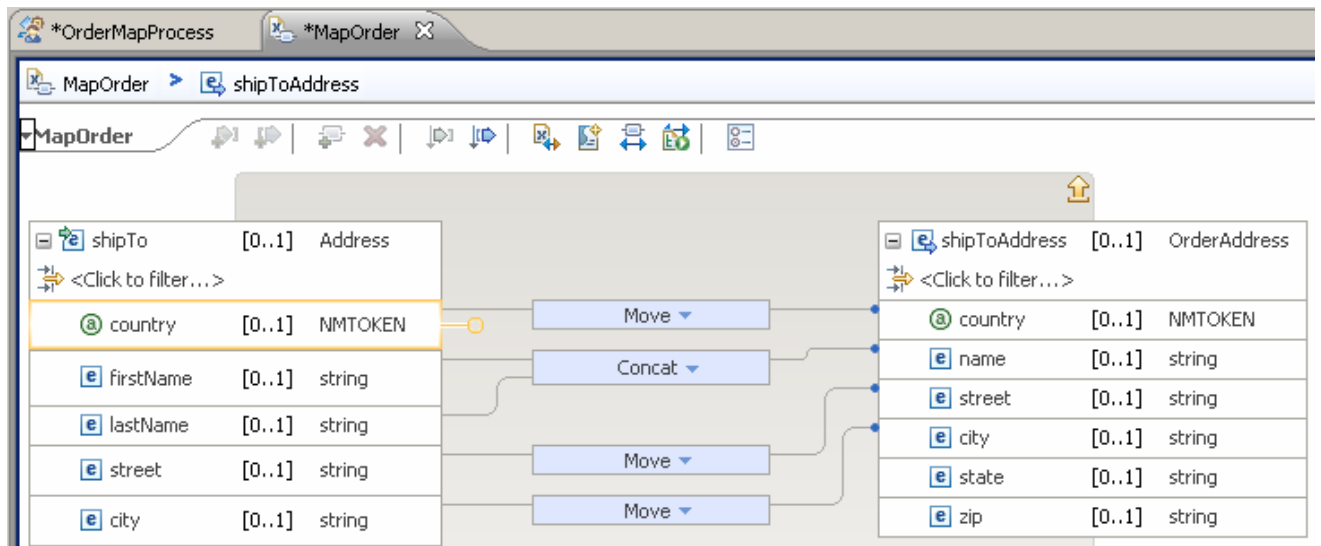 *OrderMapProcess *MapOrder
MapOrder > shipToAddress
MapOrder
shipTo [0..1] Address shipToAddress [0..1] OrderAddress
<Click to filter...> <Click to filter...>
a country [0..1] NMTOKEN Move a country [0..1] NMTOKEN
e firstName [0..1] string Concat e name [0..1] string
e lastName [0..1] string e street [0..1] string
e street [0..1] string Move e city [0..1] string
e city [0..1] string Move e state [0..1] string
e zip [0..1] string